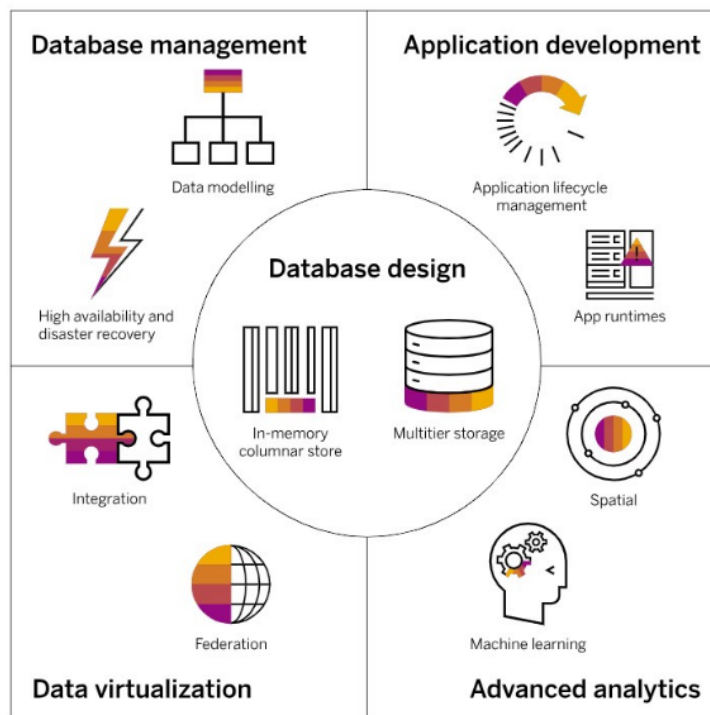 Database management
Data modelling
High availability and
disaster recovery
Application development
Application lifecycle
management
App runtimes
Database design
In-memory
columnar store
Multitier storage
Integration
Federation
Data virtualization
Spatial
Machine learning
Advanced analytics